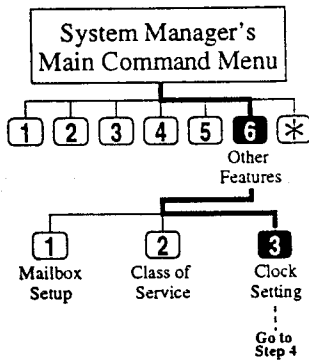 System Manager's
Main Command Menu
1 2 3 4 5 6 *
Other
Features
1 2 3
Mailbox Class of Clock
Setup Service Setting
Go to
Step 4